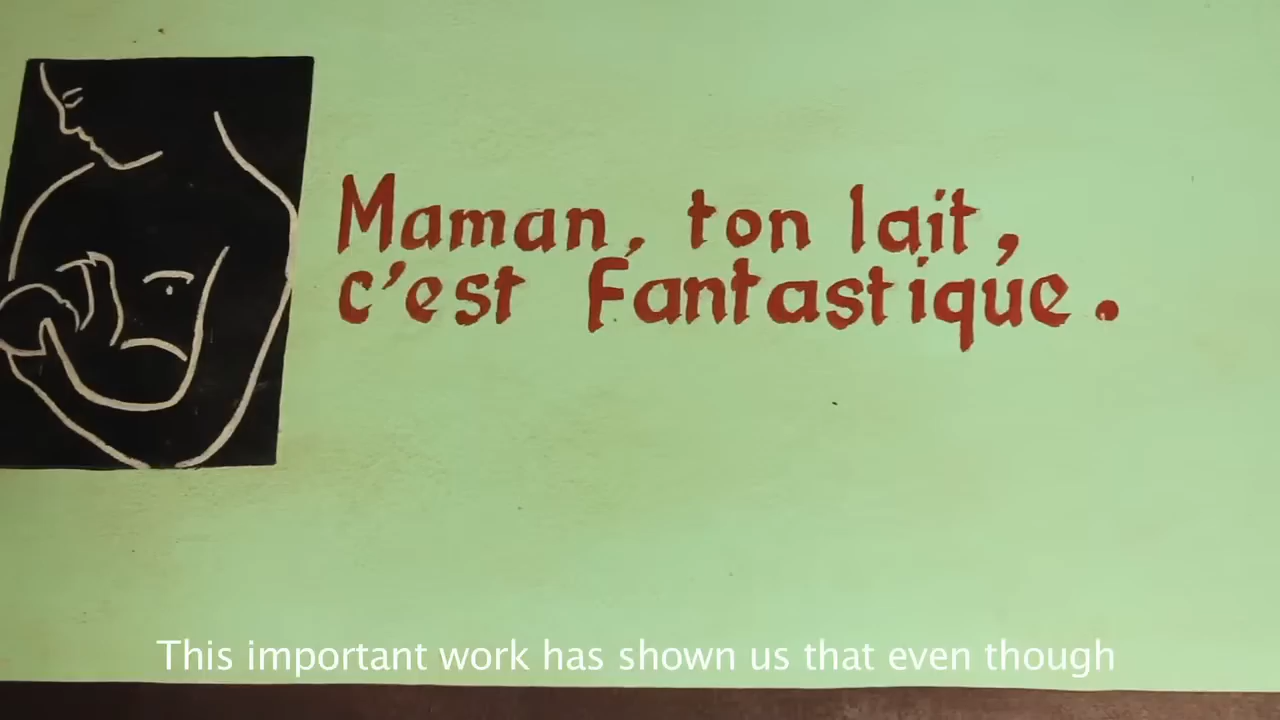 Maman, ton lait,
c'est Fantastique.
This important work has shown us that even though